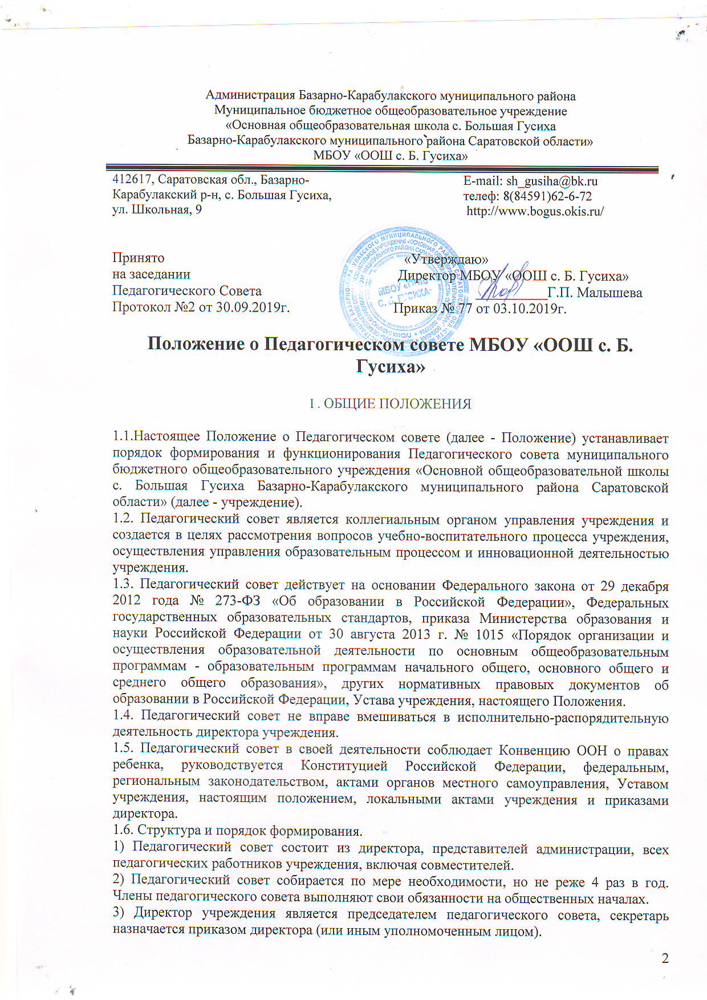 Администрация Базарно-Карабулакского муниципального района
Муниципальное бюджетное общеобразовательное учреждение
«Основная общеобразовательная школа с. Большая Гусиха
Базарно-Карабулакского муниципального района Саратовской области»
МБОУ «ООШ с. Б. Гусиха»
412617, Саратовская обл., Базарно-
Карабулакский р-н, с. Большая Гусиха,
ул. Школьная, 9
E-mail: sh_gusiha@bk.ru
телеф: 8(84591)62-6-72
http://www.bogus.okis.ru/
Принято
на заседании
Педагогического Совета
Протокол №2 от 30.09.2019г.
«Утверждаю»
Директор МБОУ «ООШ с. Б. Гусиха»
__________Г.П. Малышева
Приказ № 77 от 03.10.2019г.
МБОУ «ООШ
С. Б. ГУСИХА»
Положение о Педагогическом совете МБОУ «ООШ с. Б.
Гусиха»
I . ОБЩИЕ ПОЛОЖЕНИЯ
1.1.Настоящее Положение о Педагогическом совете (далее - Положение) устанавливает
порядок формирования и функционирования Педагогического совета муниципального
бюджетного общеобразовательного учреждения «Основной общеобразовательной школы
с. Большая Гусиха Базарно-Карабулакского муниципального района Саратовской
области» (далее - учреждение).
1.2. Педагогический совет является коллегиальным органом управления учреждения и
создается в целях рассмотрения вопросов учебно-воспитательного процесса учреждения,
осуществления управления образовательным процессом и инновационной деятельностью
учреждения.
1.3. Педагогический совет действует на основании Федерального закона от 29 декабря
2012 года № 273-ФЗ «Об образовании в Российской Федерации», Федеральных
государственных образовательных стандартов, приказа Министерства образования и
науки Российской Федерации от 30 августа 2013 г. № 1015 «Порядок организации и
осуществления образовательной деятельности по основным общеобразовательным
программам - образовательным программам начального общего, основного общего и
среднего общего образования», других нормативных правовых документов об
образовании в Российской Федерации, Устава учреждения, настоящего Положения.
1.4. Педагогический совет не вправе вмешиваться в исполнительно-распорядительную
деятельность директора учреждения.
1.5. Педагогический совет в своей деятельности соблюдает Конвенцию ООН о правах
ребенка, руководствуется Конституцией Российской Федерации, федеральным,
региональным законодательством, актами органов местного самоуправления, Уставом
учреждения, настоящим положением, локальными актами учреждения и приказами
директора.
1.6. Структура и порядок формирования.
1) Педагогический совет состоит из директора, представителей администрации, всех
педагогических работников учреждения, включая совместителей.
2) Педагогический совет собирается по мере необходимости, но не реже 4 раз в год.
Члены педагогического совета выполняют свои обязанности на общественных началах.
3) Директор учреждения является председателем педагогического совета, секретарь
назначается приказом директора (или иным уполномоченным лицом).
2